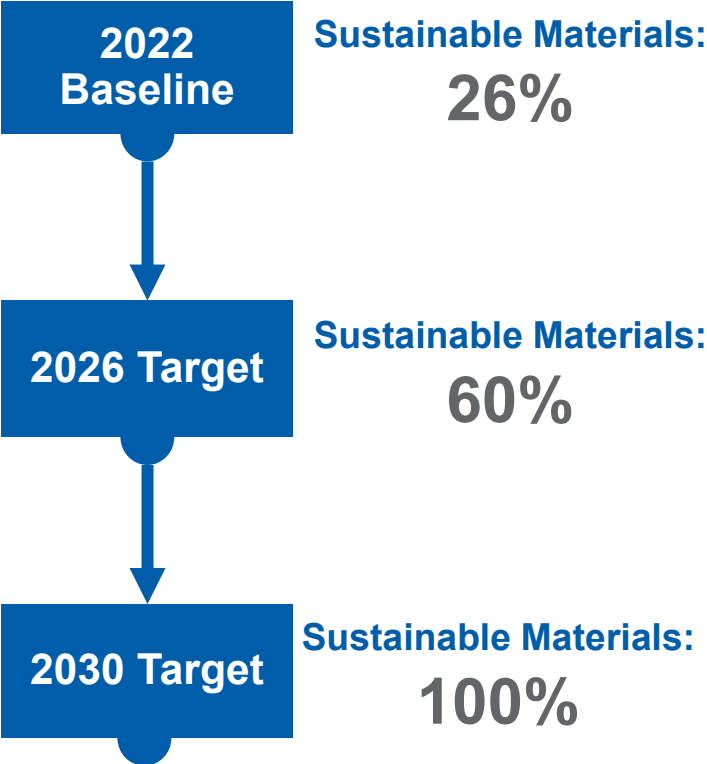 2022
Baseline
Sustainable Materials:
26%
2026 Target
Sustainable Materials:
60%
2030 Target
Sustainable Materials:
100%